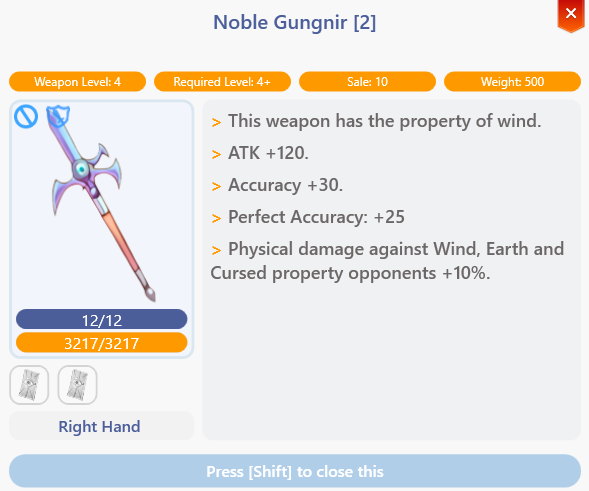 Noble Gungnir [2]
Weapon Level: 4
Required Level: 4+
Sale: 10
Weight: 500
> This weapon has the property of wind.
> ATK +120.
> Accuracy +30.
> Perfect Accuracy: +25
> Physical damage against Wind, Earth and
Cursed property opponents +10%.
12/12
3217/3217
Right Hand
Press [Shift] to close this